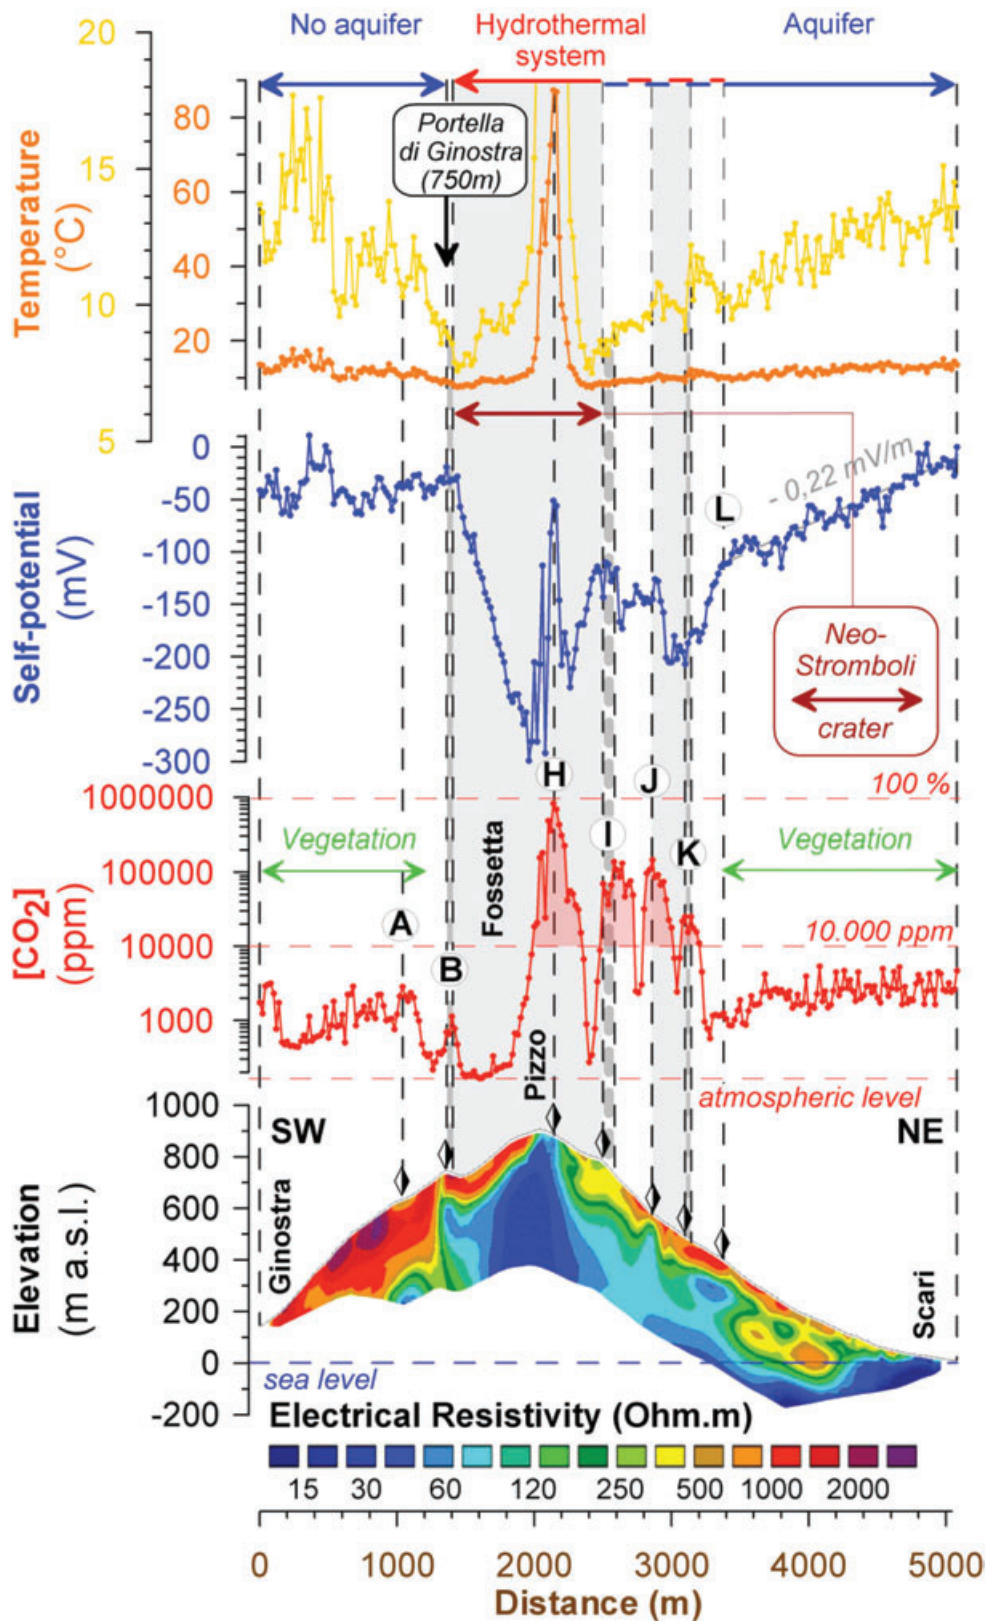 No aquifer
Hydrothermal
system
Aquifer
20
15
10
5
Temperature
(°C)
80
60
40
20
Portella
di Ginostra
(750m)
0
-50
-100
-150
-200
-250
-300
Self-potential
(mV)
- 0,22 mV/m
L
Neo-
Stromboli
crater
H
J
I
K
A
B
1000000
100000
10000
1000
[CO2]
(ppm)
100 %
Vegetation
Vegetation
10.000 ppm
Fossetta
Pizzo
atmospheric level
1000
800
600
400
200
0
-200
Elevation
(m a.s.l.)
SW
NE
Ginostra
Scari
sea level
Electrical Resistivity (Ohm.m)
15 30 60 120 250 500 1000 2000
0 1000 2000 3000 4000 5000
Distance (m)